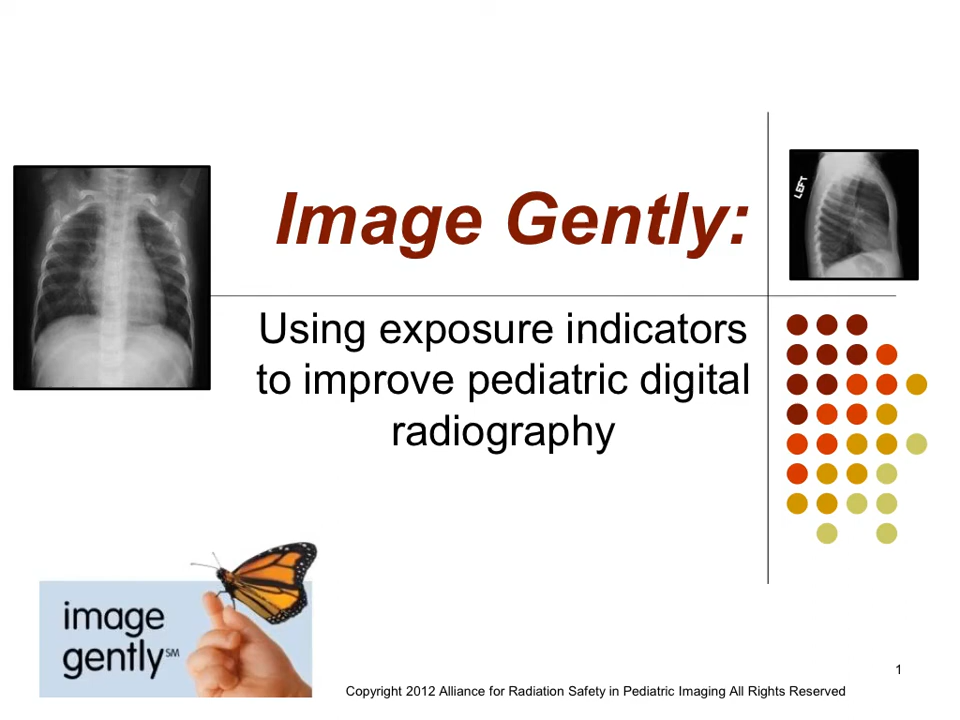 Image Gently:
LEFT
Using exposure indicators
to improve pediatric digital
radiography
image
gently℠
1
Copyright 2012 Alliance for Radiation Safety in Pediatric Imaging All Rights Reserved